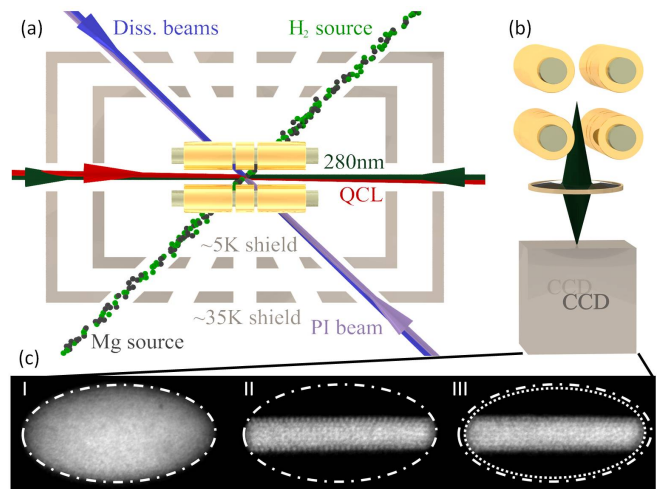 (a)
Diss. beams
H₂ source
280nm
QCL
~5K shield
~35K shield
Mg source
PI beam
(b)
CCD
CCD
(c)
I
II
III